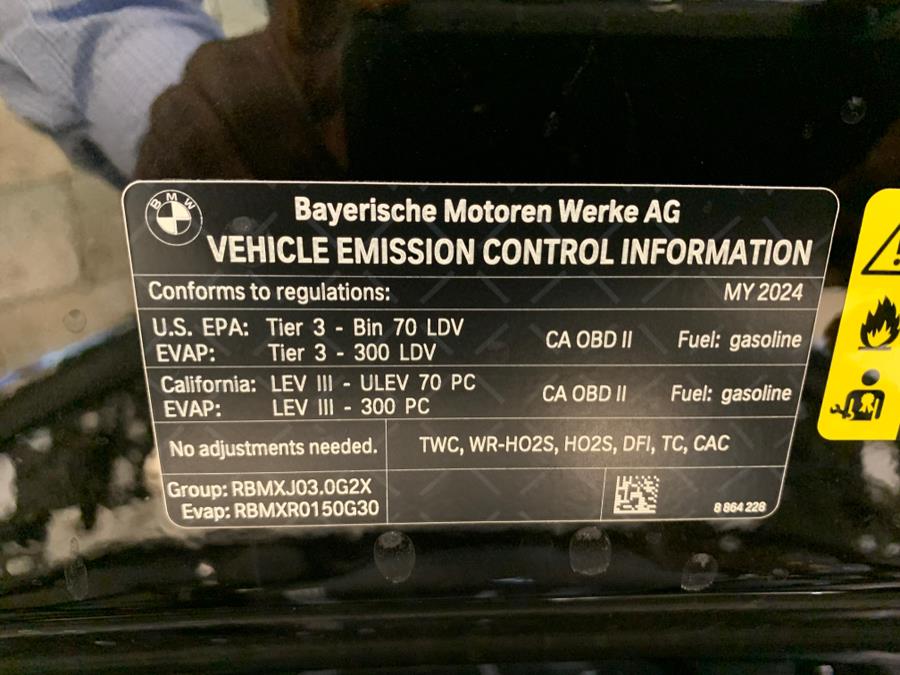 BMW
Bayerische Motoren Werke AG
VEHICLE EMISSION CONTROL INFORMATION
Conforms to regulations: MY 2024
U.S. EPA: Tier 3 - Bin 70 LDV CA OBD II Fuel: gasoline
EVAP: Tier 3 - 300 LDV
California: LEV III - ULEV 70 PC CA OBD II Fuel: gasoline
EVAP: LEV III - 300 PC
No adjustments needed. TWC, WR-HO2S, HO2S, DFI, TC, CAC
Group: RBMXJ03.0G2X
Evap: RBMXR0150G30
8 864 228